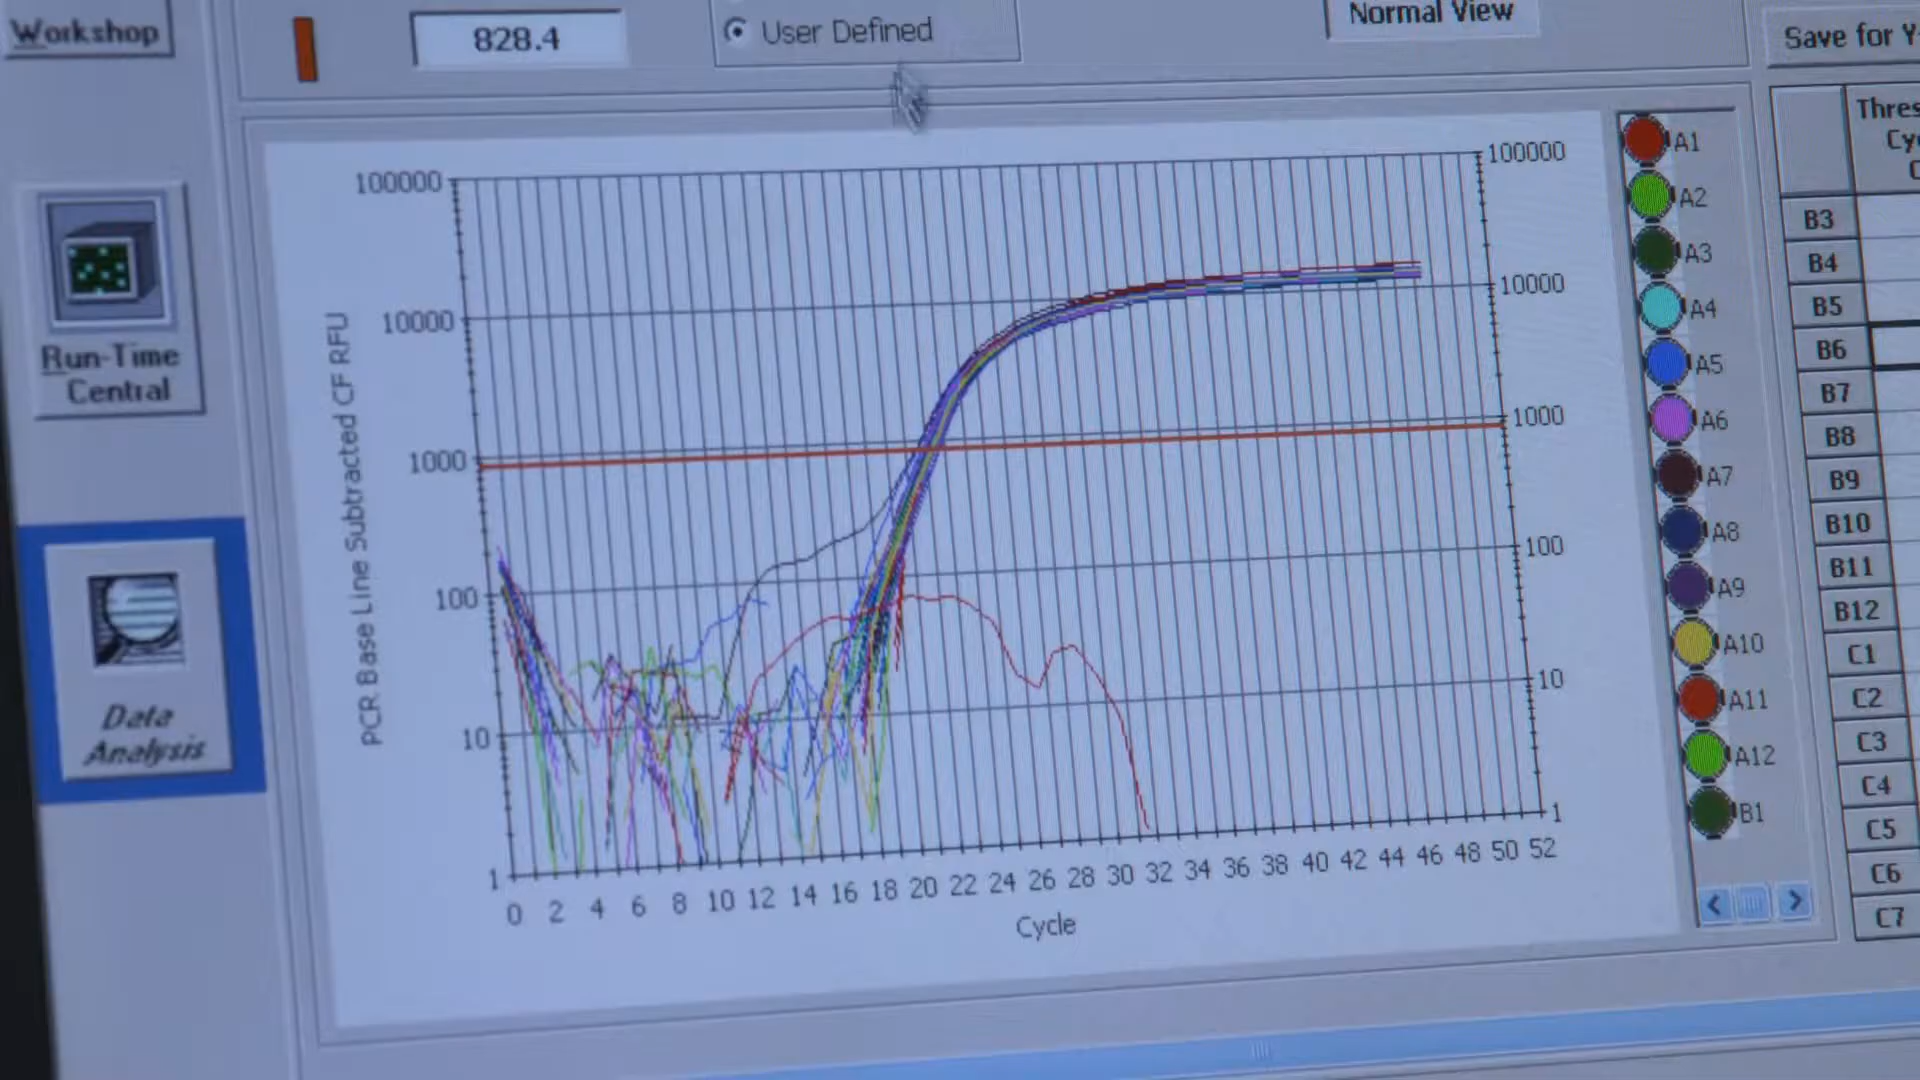 Workshop
828.4
User Defined
Normal View
Save for Y
Run-Time
Central
Data
Analysis
PCR Base Line Subtracted CF RFU
100000
10000
1000
100
10
1
100000
10000
1000
100
10
1
0 2 4 6 8 10 12 14 16 18 20 22 24 26 28 30 32 34 36 38 40 42 44 46 48 50 52
Cycle
A1
A2
A3
A4
A5
A6
A7
A8
A9
A10
A11
A12
B1
Thres
Cy
B3
B4
B5
B6
B7
B8
B9
B10
B11
B12
C1
C2
C3
C4
C5
C6
C7